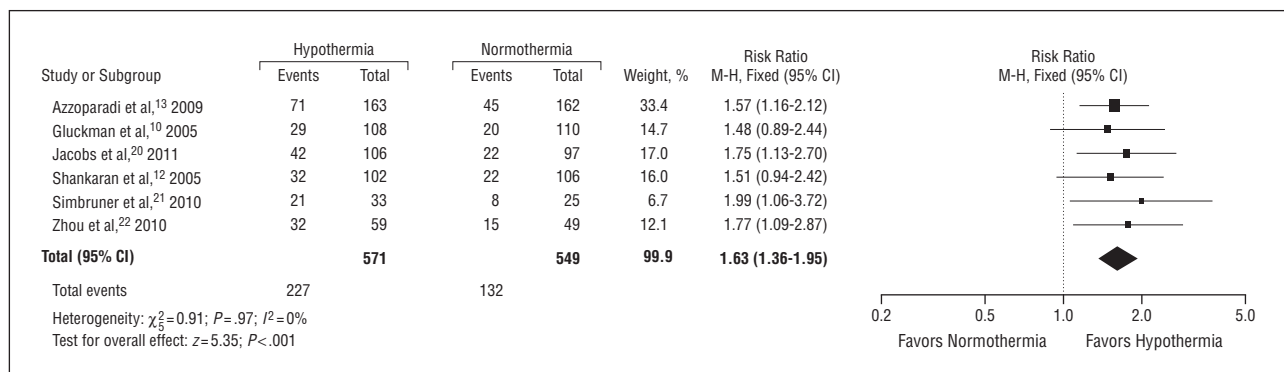 Hypothermia Normothermia Risk Ratio Risk Ratio
Study or Subgroup Events Total Events Total Weight, % M-H, Fixed (95% CI) M-H, Fixed (95% CI)
Azzoparadi et al,13 2009 71 163 45 162 33.4 1.57 (1.16-2.12)
Gluckman et al,10 2005 29 108 20 110 14.7 1.48 (0.89-2.44)
Jacobs et al,20 2011 42 106 22 97 17.0 1.75 (1.13-2.70)
Shankaran et al,12 2005 32 102 22 106 16.0 1.51 (0.94-2.42)
Simbruner et al,21 2010 21 33 8 25 6.7 1.99 (1.06-3.72)
Zhou et al,22 2010 32 59 15 49 12.1 1.77 (1.09-2.87)
Total (95% CI) 571 549 99.9 1.63 (1.36-1.95)
Total events 227 132
Heterogeneity: χ²₅=0.91; P=.97; I²=0%
Test for overall effect: z=5.35; P<.001
0.2 0.5 1.0 2.0 5.0
Favors Normothermia Favors Hypothermia